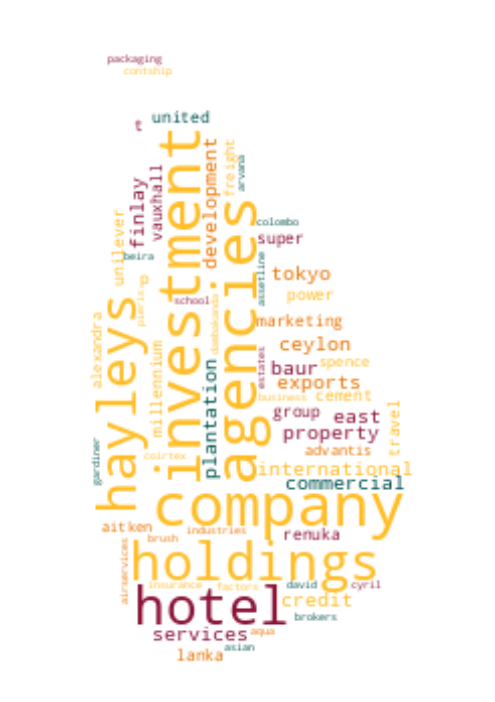 packaging
contship
t
united
investment
development
freight
arvana
vauxhall
finlay
unilever
beira
colombo
super
agencies
assetline
tokyo
power
hayleys
school
alexandra
millennium
marketing
ceylon
plantation
estates
baur
spence
exports
business
cement
group
east
travel
property
advantis
gardiner
coirtex
international
commercial
company
aitken
brush
industries
renuka
airservices
holdings
insurance
factors
david
cyril
hotel
credit
brokers
services
aqua
lanka
asian